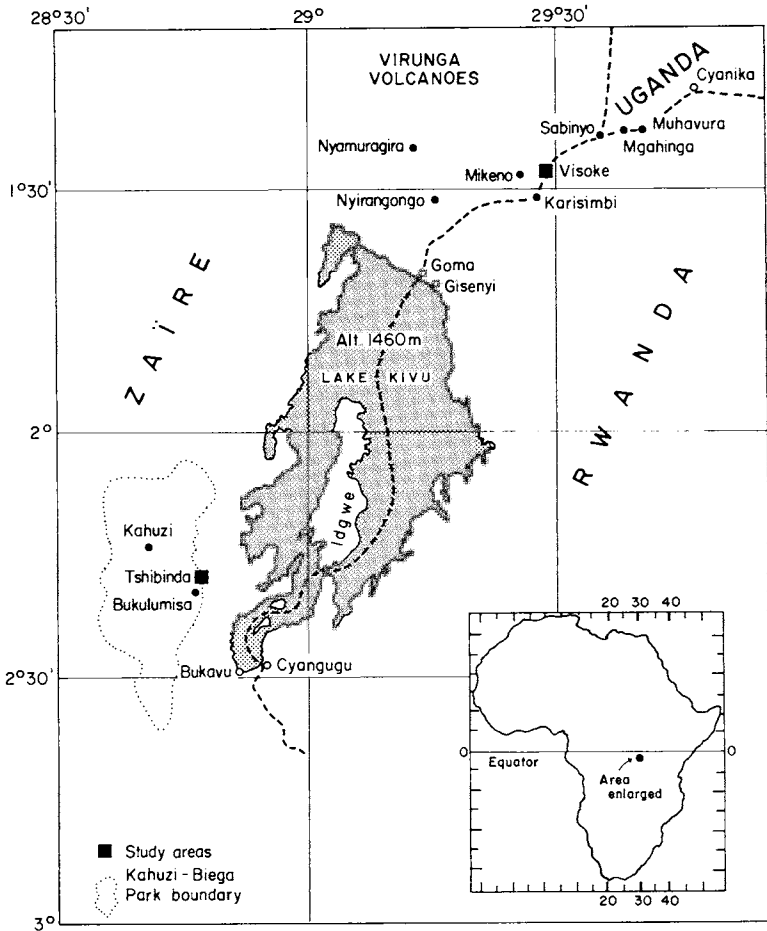 28°30'
29°
29°30'
VIRUNGA
VOLCANOES
UGANDA
Cyanika
Sabinyo
Muhavura
Mgahinga
Nyamuragira
Mikeno
Visoke
1°30'
Nyirangongo
Karisimbi
Goma
Gisenyi
ZAÏRE
RWANDA
Alt. 1460m
LAKE KIVU
2°
Idgwe
Kahuzi
Tshibinda
Bukulumisa
Bukavu
Cyangugu
2°30'
20 30 40
0
0
Equator
Area
enlarged
20 30 40
Study areas
Kahuzi - Biega
Park boundary
3°